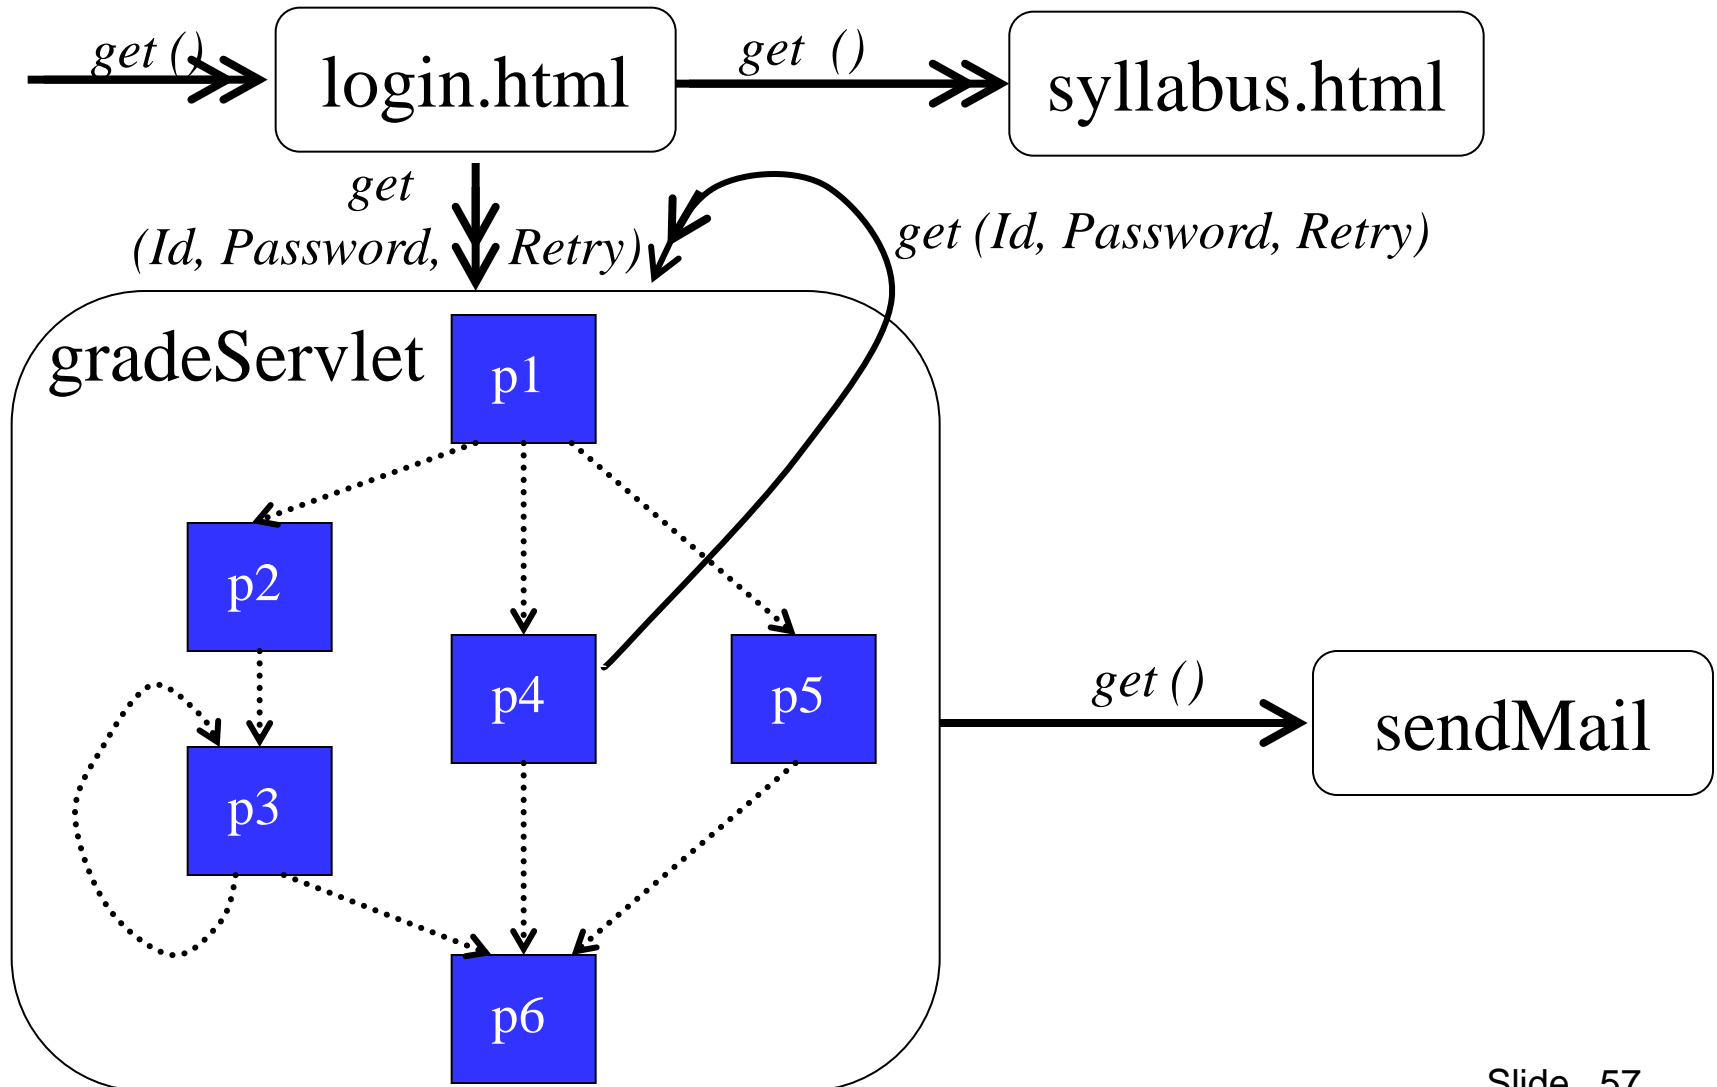 get ()
login.html
get ()
syllabus.html
get
(Id, Password, Retry)
get (Id, Password, Retry)
gradeServlet
p1
p2
p4
p5
get ()
sendMail
p3
p6
Slide 57